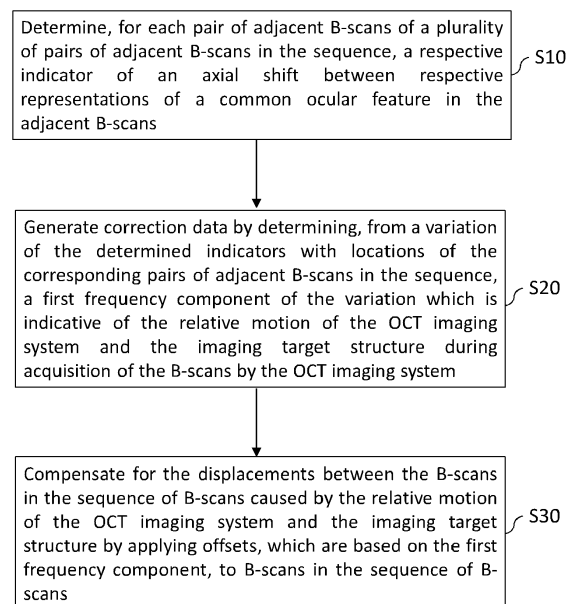 Determine, for each pair of adjacent B-scans of a plurality
of pairs of adjacent B-scans in the sequence, a respective
indicator of an axial shift between respective
representations of a common ocular feature in the
adjacent B-scans
S10
Generate correction data by determining, from a variation
of the determined indicators with locations of the
corresponding pairs of adjacent B-scans in the sequence,
a first frequency component of the variation which is
indicative of the relative motion of the OCT imaging
system and the imaging target structure during
acquisition of the B-scans by the OCT imaging system
S20
Compensate for the displacements between the B-scans
in the sequence of B-scans caused by the relative motion
of the OCT imaging system and the imaging target
structure by applying offsets, which are based on the first
frequency component, to B-scans in the sequence of B-
scans
S30